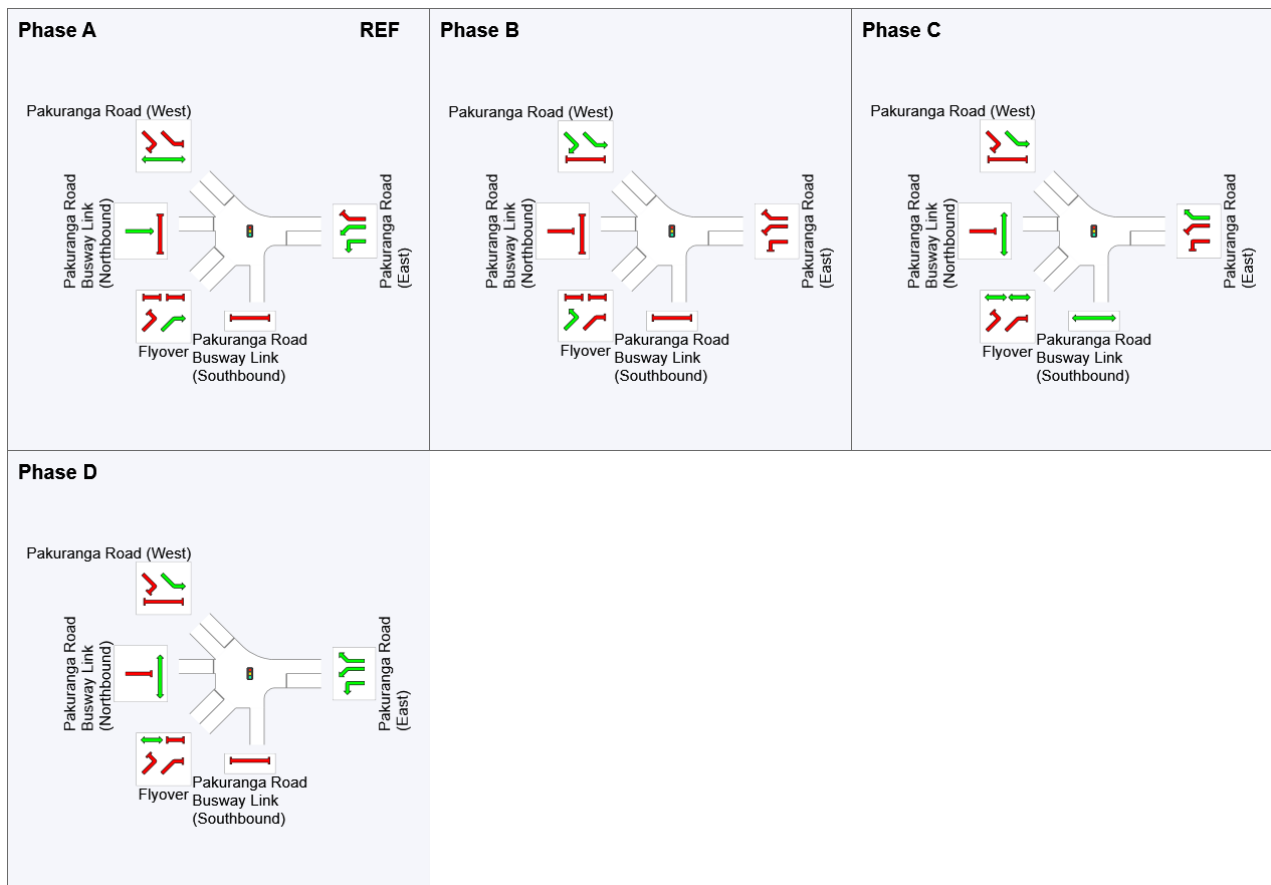 Phase A
REF
Pakuranga Road (West)
Pakuranga Road
Busway Link
(Northbound)
Pakuranga Road
(East)
Flyover
Pakuranga Road
Busway Link
(Southbound)
Phase B
Pakuranga Road (West)
Pakuranga Road
Busway Link
(Northbound)
Pakuranga Road
(East)
Flyover
Pakuranga Road
Busway Link
(Southbound)
Phase C
Pakuranga Road (West)
Pakuranga Road
Busway Link
(Northbound)
Pakuranga Road
(East)
Flyover
Pakuranga Road
Busway Link
(Southbound)
Phase D
Pakuranga Road (West)
Pakuranga Road
Busway Link
(Northbound)
Pakuranga Road
(East)
Flyover
Pakuranga Road
Busway Link
(Southbound)